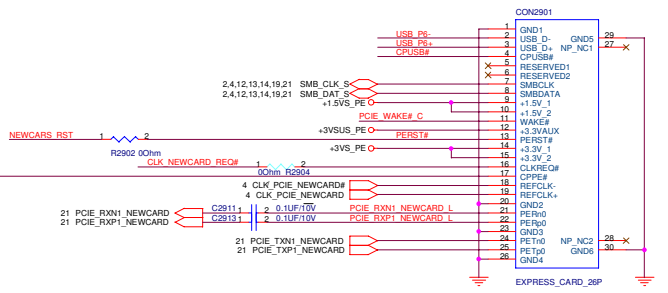 CON2901
1 GND1
USB_P6- 2 USB_D- GND5 29
USB_P6+ 3 USB_D+ NP_NC1 27
CPUSB# 4 CPUSB#
5 RESERVED1
6 RESERVED2
2,4,12,13,14,19,21 SMB_CLK_S 7 SMBCLK
2,4,12,13,14,19,21 SMB_DAT_S 8 SMBDATA
+1.5VS_PE 9 +1.5V_1
10 +1.5V_2
PCIE_WAKE#_C 11 WAKE#
+3VSUS_PE 12 +3.3VAUX
NEWCARS_RST 1 2 PERST# 13 PERST#
R2902 0Ohm
+3VS_PE 14 +3.3V_1
15 +3.3V_2
CLK_NEWCARD_REQ# 1 2 16 CLKREQ#
0Ohm R2904
17 CPPE#
4 CLK_PCIE_NEWCARD# 18 REFCLK-
4 CLK_PCIE_NEWCARD 19 REFCLK+
20 GND2
21 PCIE_RXN1_NEWCARD C2911 1 2 0.1UF/10V PCIE_RXN1_NEWCARD_L 21 PERn0
21 PCIE_RXP1_NEWCARD C2913 1 2 0.1UF/10V PCIE_RXP1_NEWCARD_L 22 PERp0
23 GND3
21 PCIE_TXN1_NEWCARD 24 PETn0 NP_NC2 28
21 PCIE_TXP1_NEWCARD 25 PETp0 GND6 30
26 GND4
EXPRESS_CARD_26P